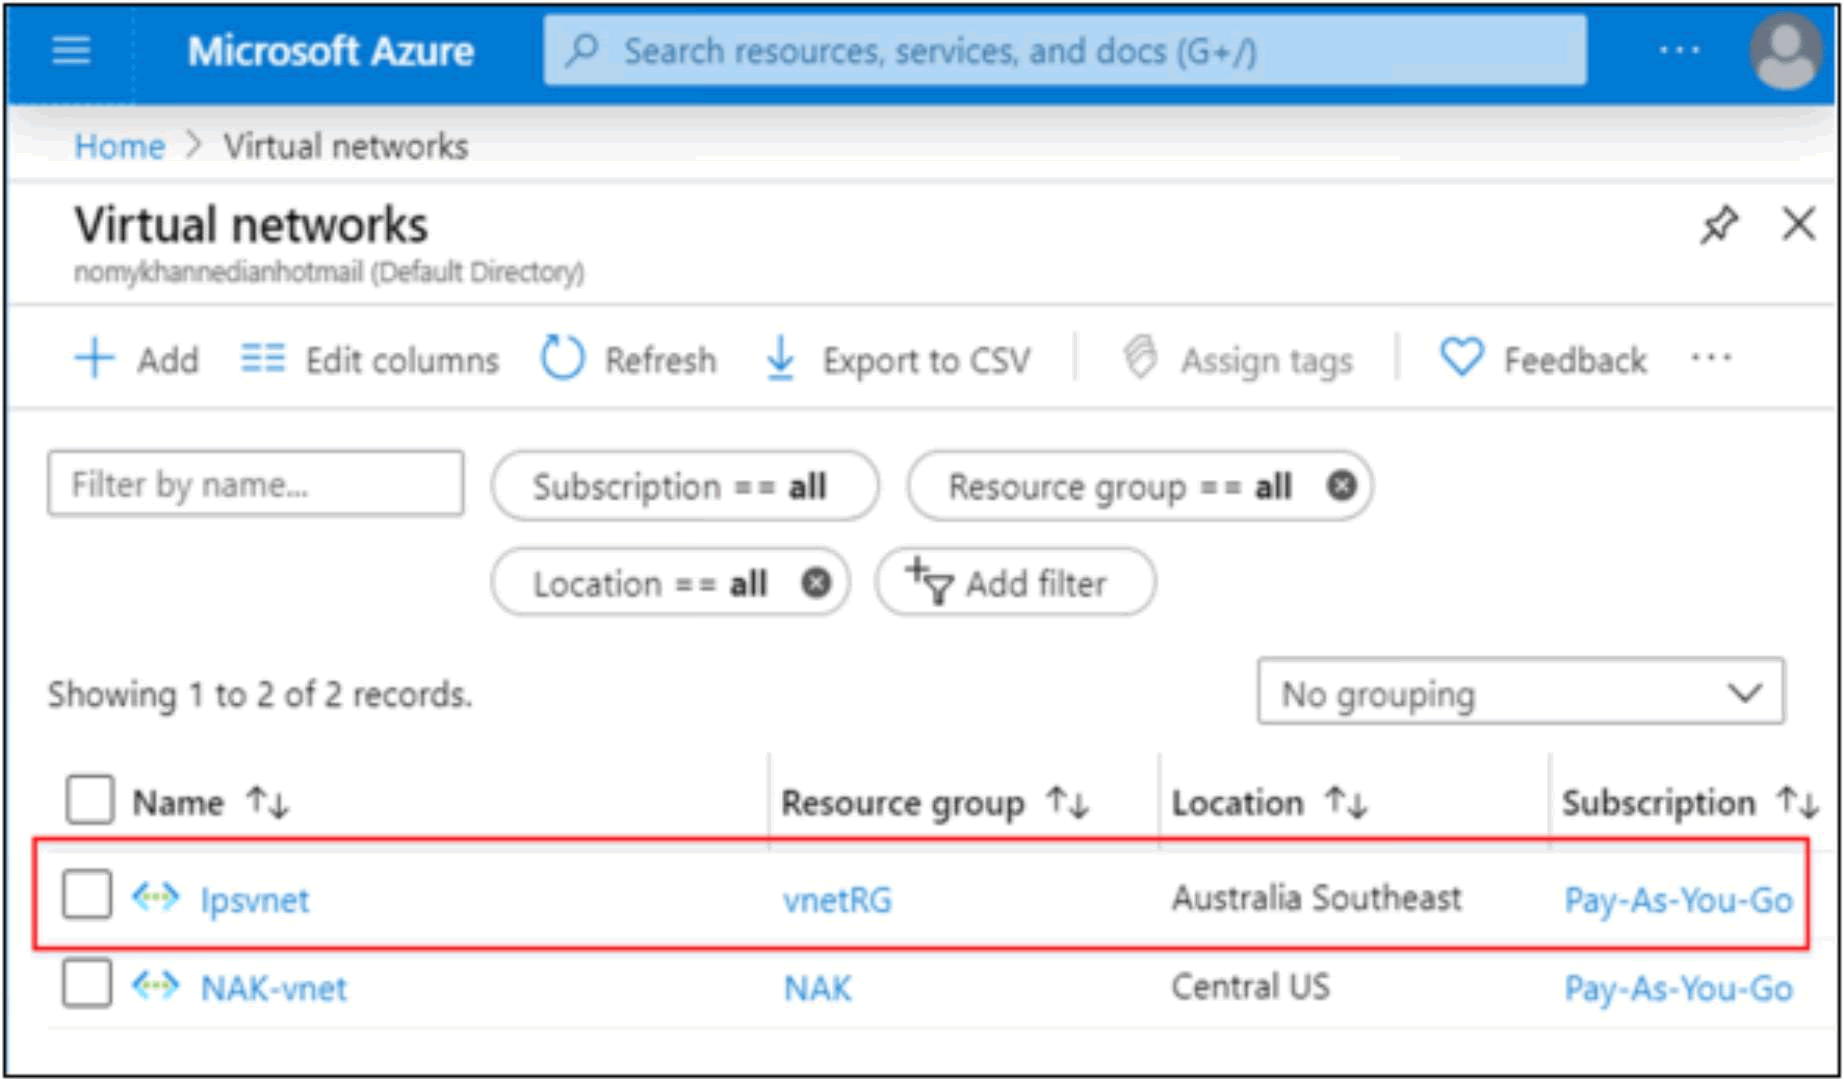 Microsoft Azure
Search resources, services, and docs (G+/)
Home > Virtual networks
Virtual networks
nomykhannedianhotmail (Default Directory)
+ Add Edit columns Refresh Export to CSV Assign tags Feedback ...
Filter by name... Subscription == all Resource group == all
Location == all Add filter
Showing 1 to 2 of 2 records. No grouping
Name ↑↓ Resource group ↑↓ Location ↑↓ Subscription ↑↓
Ipsvnet vnetRG Australia Southeast Pay-As-You-Go
NAK-vnet NAK Central US Pay-As-You-Go